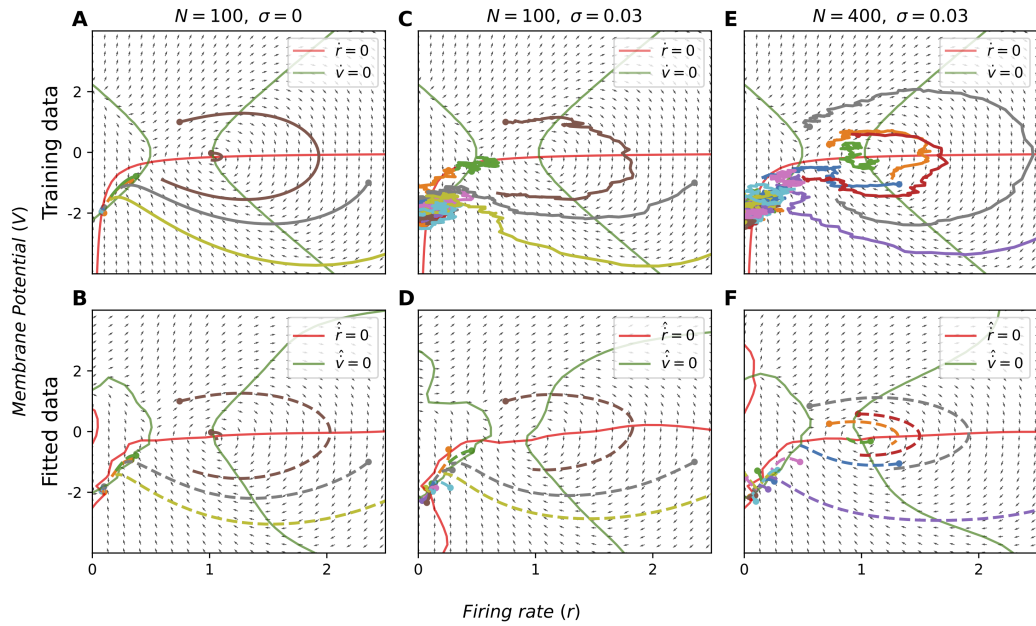 A
N = 100, σ = 0
C
N = 100, σ = 0.03
E
N = 400, σ = 0.03
Training data
2
0
−2
ṙ = 0
v̇ = 0
ṙ = 0
v̇ = 0
ṙ = 0
v̇ = 0
Membrane Potential (V)
B
D
F
Fitted data
2
0
−2
r̂̇ = 0
v̂̇ = 0
r̂̇ = 0
v̂̇ = 0
r̂̇ = 0
v̂̇ = 0
0
1
2
0
1
2
0
1
2
Firing rate (r)